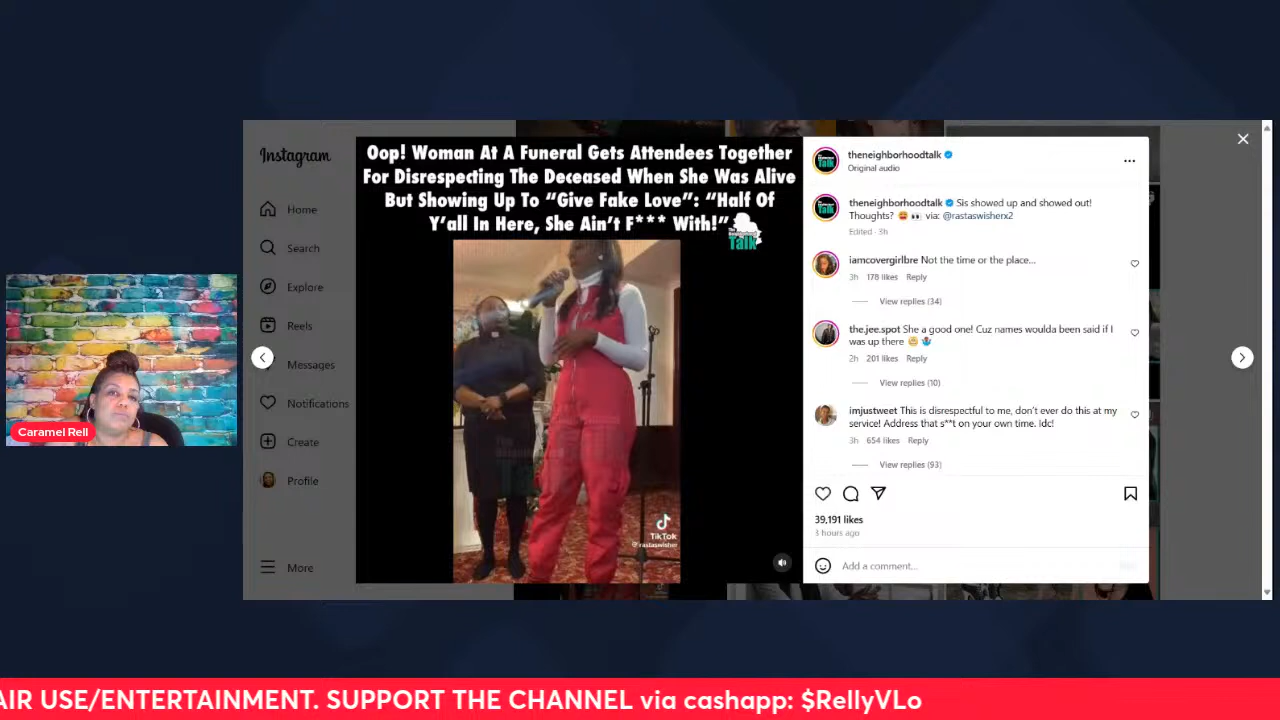 Instagram
Home
Search
Explore
Reels
Messages
Notifications
Create
Profile
More
Caramel Rell
Oop! Woman At A Funeral Gets Attendees Together
For Disrespecting The Deceased When She Was Alive
But Showing Up To “Give Fake Love”: “Half Of
Y’all In Here, She Ain’t F*** With!”
The Neighborhood
Talk
TikTok
@rastaswisher
theneighborhoodtalk
Original audio
theneighborhoodtalk Sis showed up and showed out!
Thoughts? via: @rastaswisherx2
Edited · 3h
iamcovergirlbre Not the time or the place...
3h 178 likes Reply
View replies (34)
the.jee.spot She a good one! Cuz names woulda been said if I
was up there
2h 201 likes Reply
View replies (10)
imjustweet This is disrespectful to me, don’t ever do this at my
service! Address that s**t on your own time. Idc!
3h 654 likes Reply
View replies (93)
39,191 likes
3 hours ago
Add a comment...
AIR USE/ENTERTAINMENT. SUPPORT THE CHANNEL via cashapp: $RellyVLo